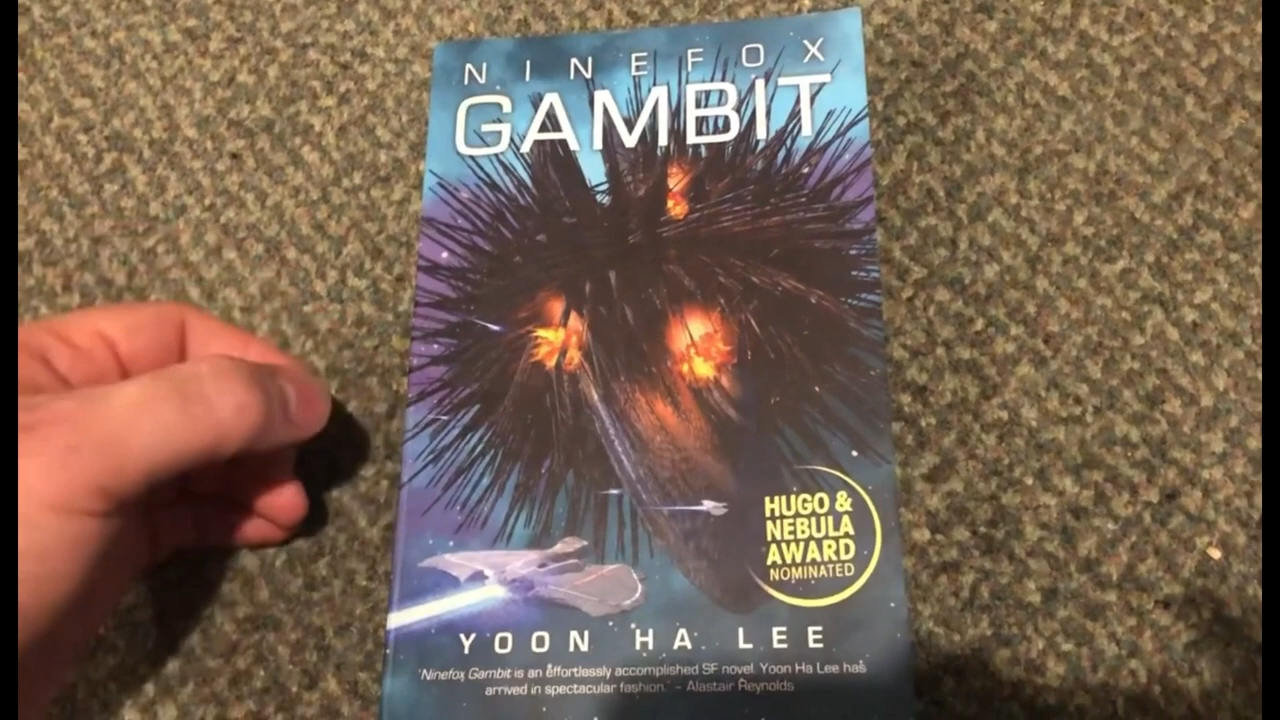 NINEFOX
GAMBIT
HUGO &
NEBULA
AWARD
NOMINATED
YOON HA LEE
'Ninefox Gambit is an effortlessly accomplished SF novel. Yoon Ha Lee has
arrived in spectacular fashion.' – Alastair Reynolds